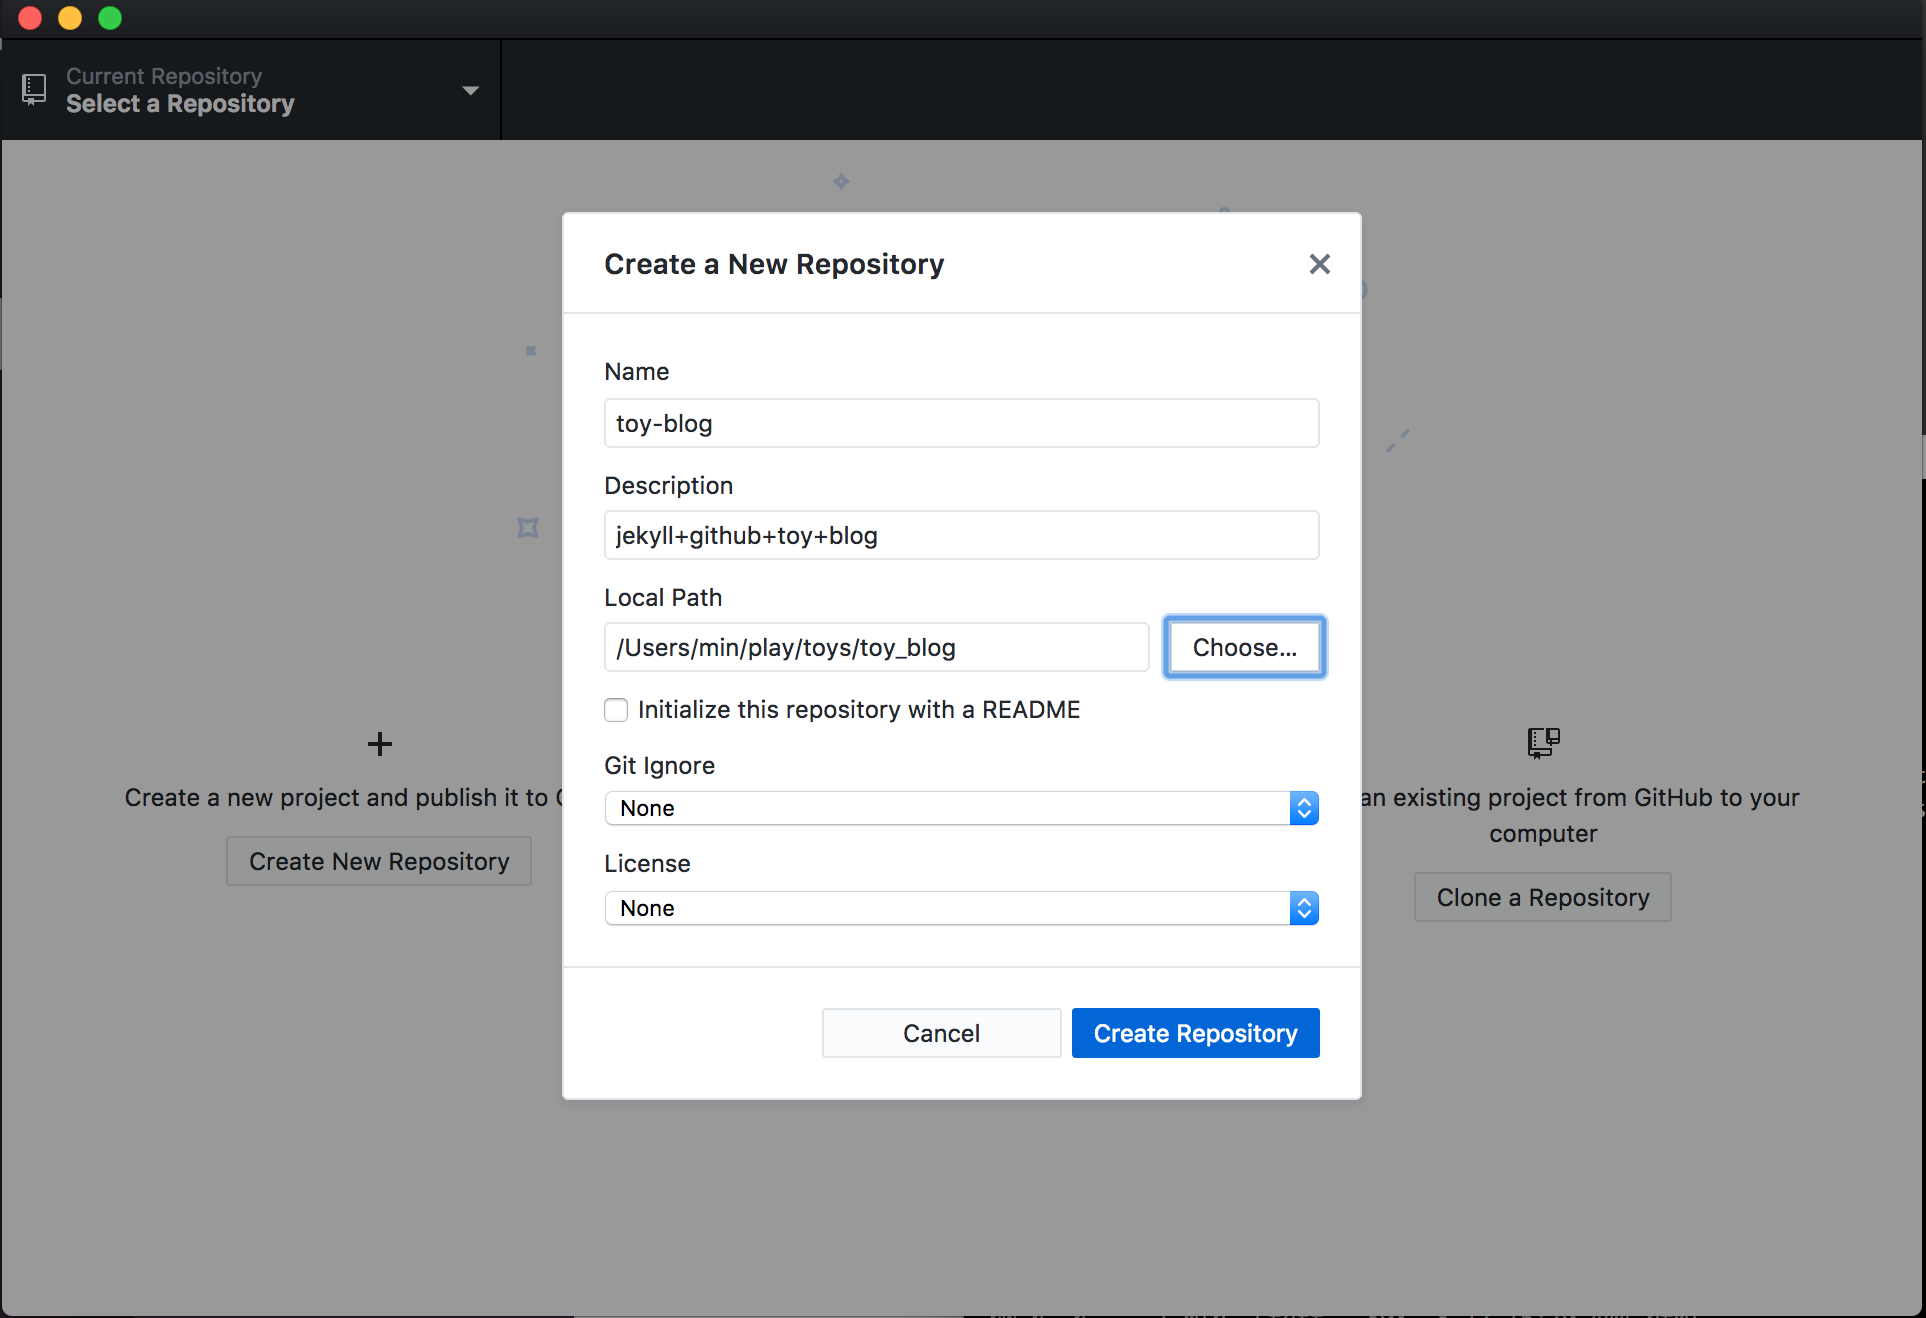 Current Repository
Select a Repository
Create a New Repository
Name
toy-blog
Description
jekyll+github+toy+blog
Local Path
/Users/min/play/toys/toy_blog
Choose...
Initialize this repository with a README
Git Ignore
None
License
None
Cancel
Create Repository
Create a new project and publish it to
Create New Repository
an existing project from GitHub to your
computer
Clone a Repository